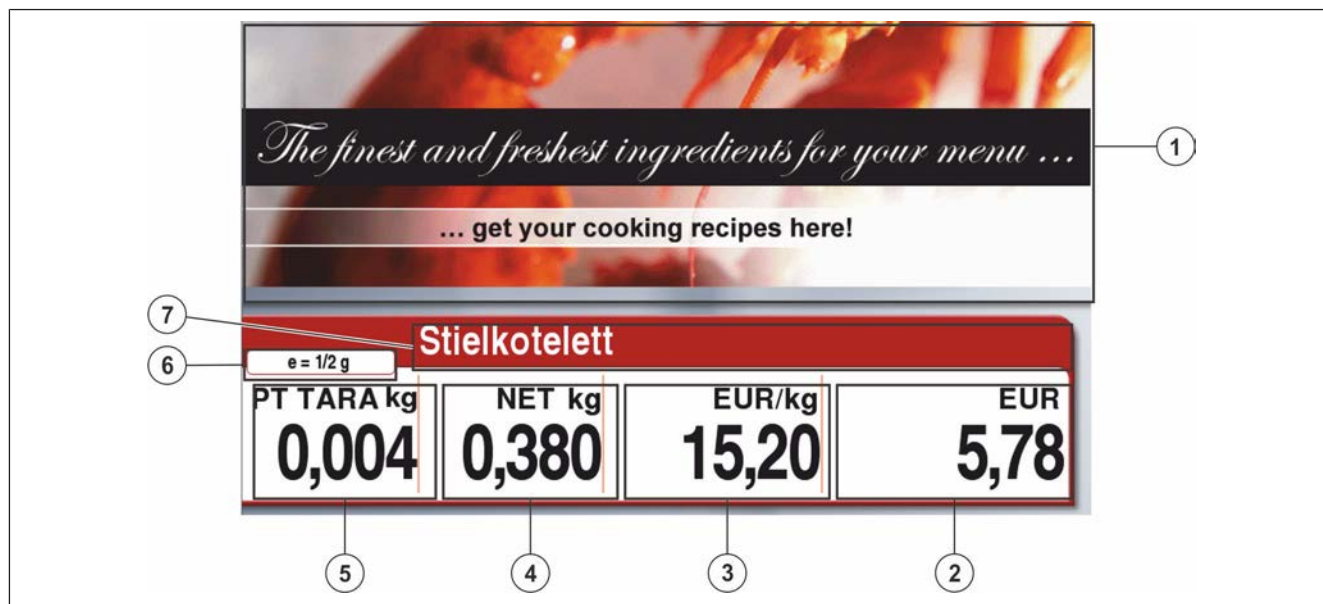 The finest and freshest ingredients for your menu ...
... get your cooking recipes here!
1
7
Stielkotelett
6
e = 1/2 g
PT TARA kg NET kg EUR/kg EUR
0,004 0,380 15,20 5,78
5 4 3 2